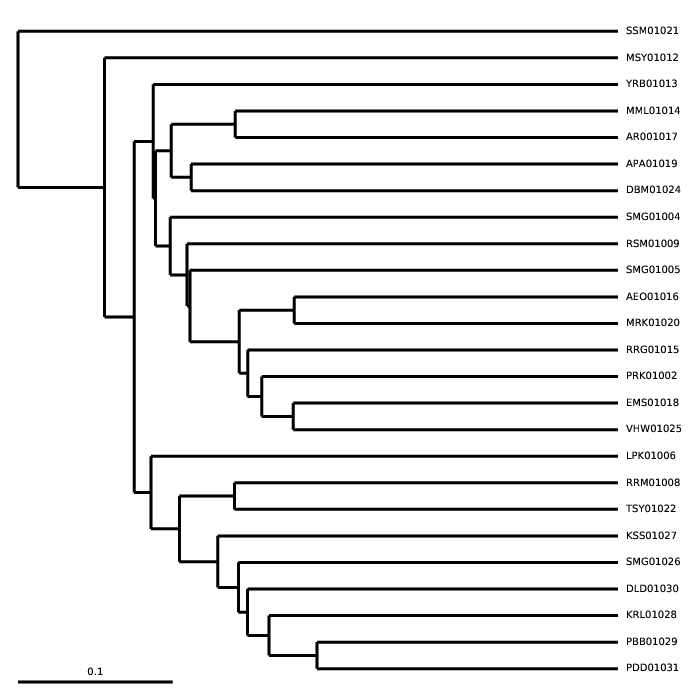 SSM01021
MSY01012
YRB01013
MML01014
AR001017
APA01019
DBM01024
SMG01004
RSM01009
SMG01005
AEO01016
MRK01020
RRG01015
PRK01002
EMS01018
VHW01025
LPK01006
RRM01008
TSY01022
KSS01027
SMG01026
DLD01030
KRL01028
PBB01029
PDD01031
0.1